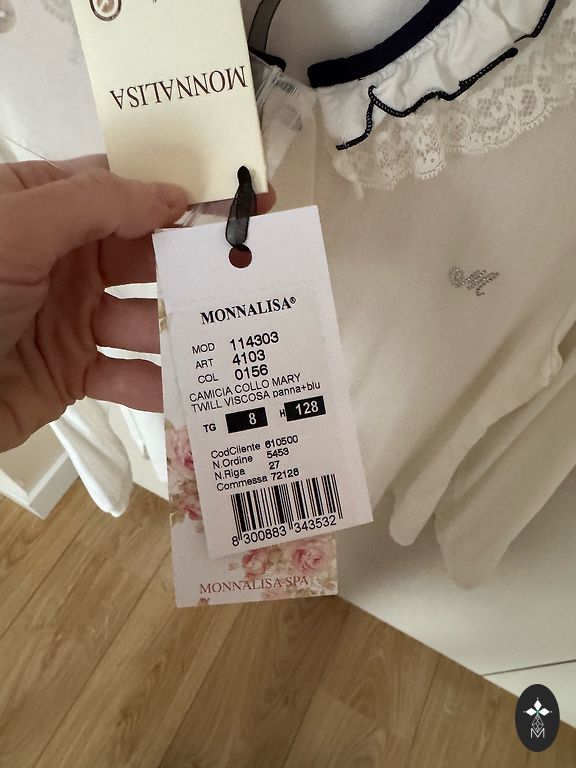 MONNALISA
MONNALISA®
MOD 114303
ART 4103
COL 0156
CAMICIA COLLO MARY
TWILL VISCOSA panna+blu
TG 8 H 128
CodCliente 610500
N.Ordine 5453
N.Riga 27
Commessa 72128
8 300883 343532
MONNALISA SPA
M